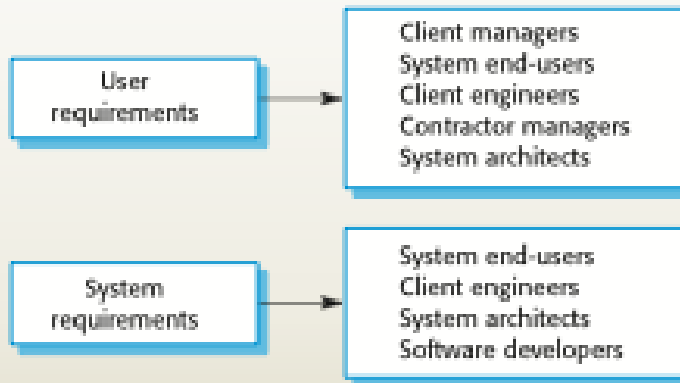 User
requirements
Client managers
System end-users
Client engineers
Contractor managers
System architects
System
requirements
System end-users
Client engineers
System architects
Software developers